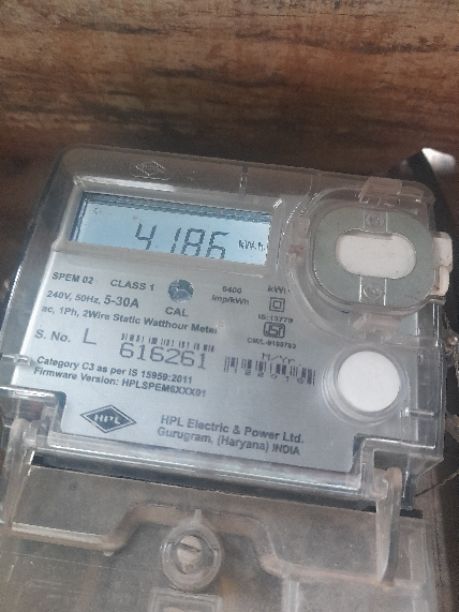 4186 kWh
SPEM 02 CLASS 1 6400 imp/kWh kWh
240V, 50Hz, 5-30A CAL
IS:13779
ac, 1Ph, 2Wire Static Watthour Meter
S. No. L 616261
M/Yr
Category C3 as per IS 15959:2011
Firmware Version: HPLSPEM6XXX01
HPL
HPL Electric & Power Ltd.
Gurugram, (Haryana) INDIA